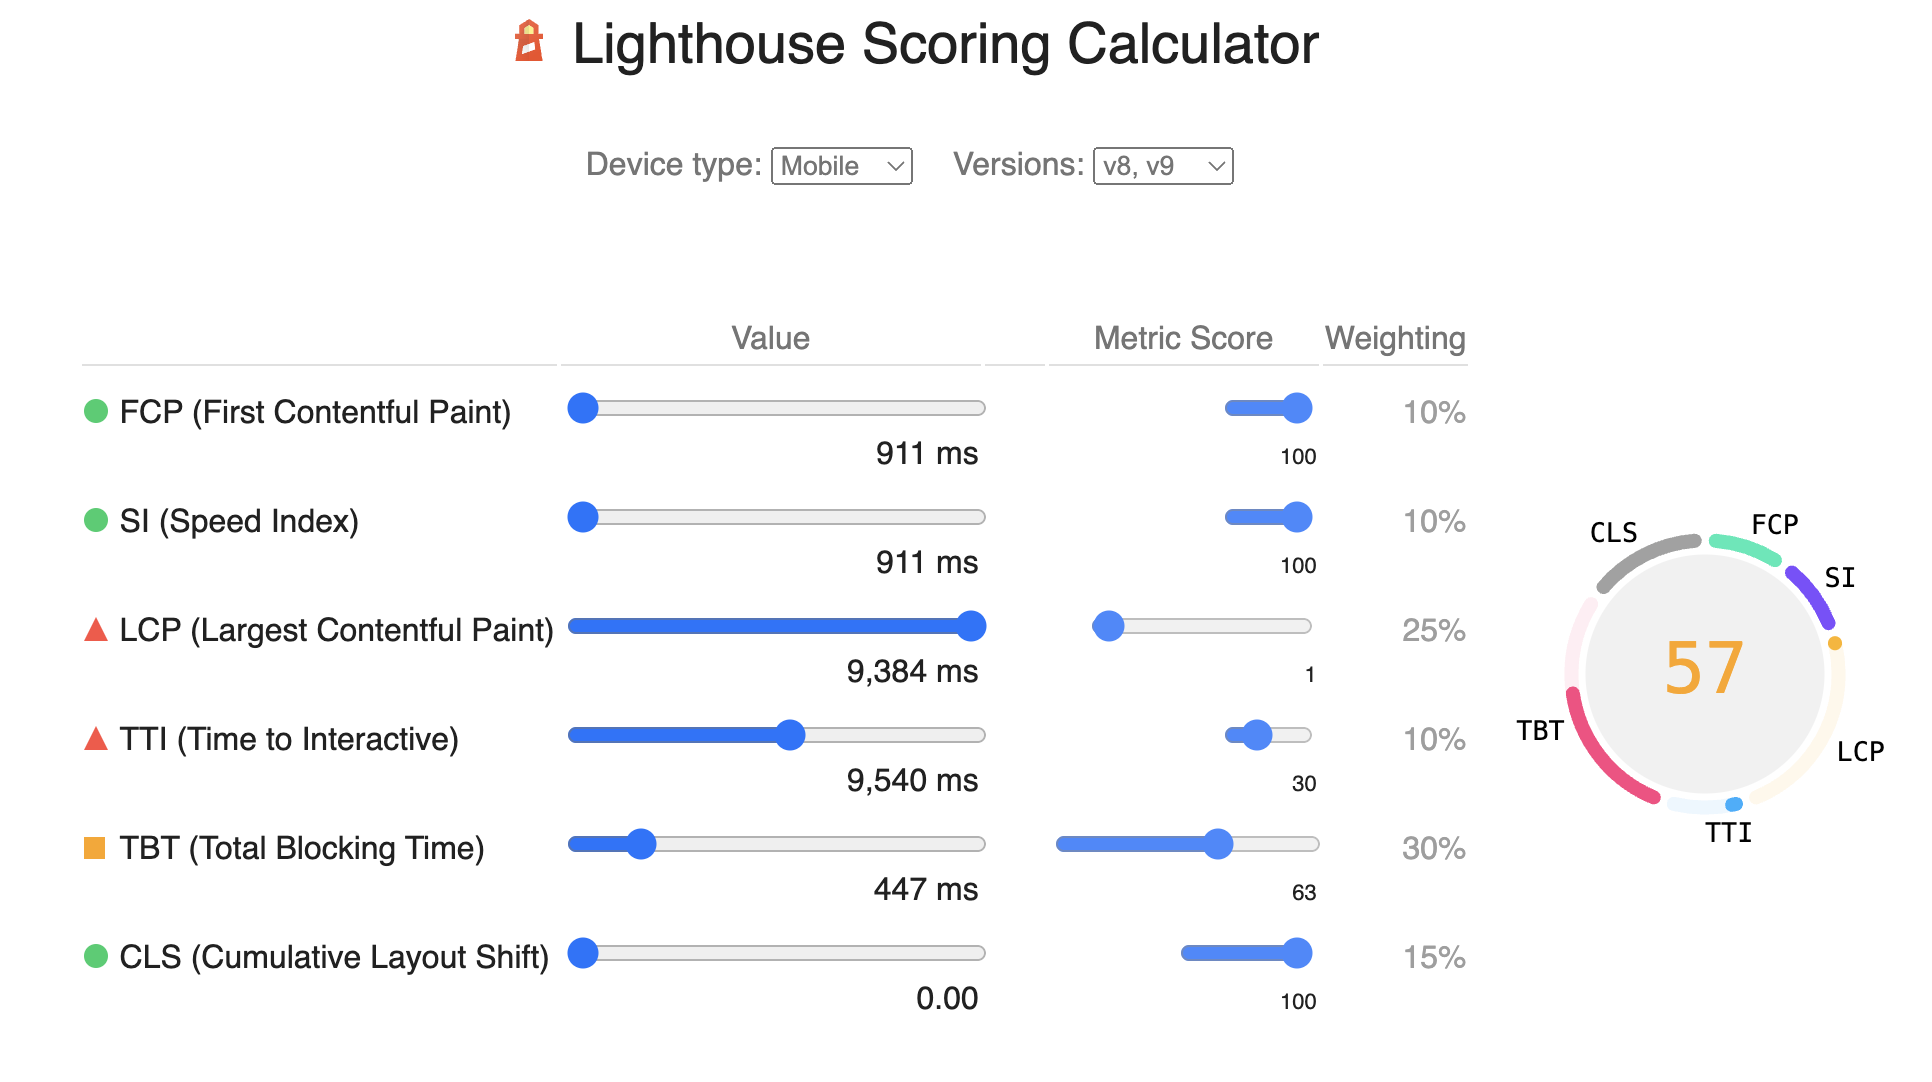 Lighthouse Scoring Calculator
Device type: Mobile Versions: v8, v9
Value Metric Score Weighting
FCP (First Contentful Paint) 10%
911 ms 100
SI (Speed Index) 10%
911 ms 100
LCP (Largest Contentful Paint) 25%
9,384 ms 1
TTI (Time to Interactive) 10%
9,540 ms 30
TBT (Total Blocking Time) 30%
447 ms 63
CLS (Cumulative Layout Shift) 15%
0.00 100
CLS
FCP
SI
57
TBT
LCP
TTI